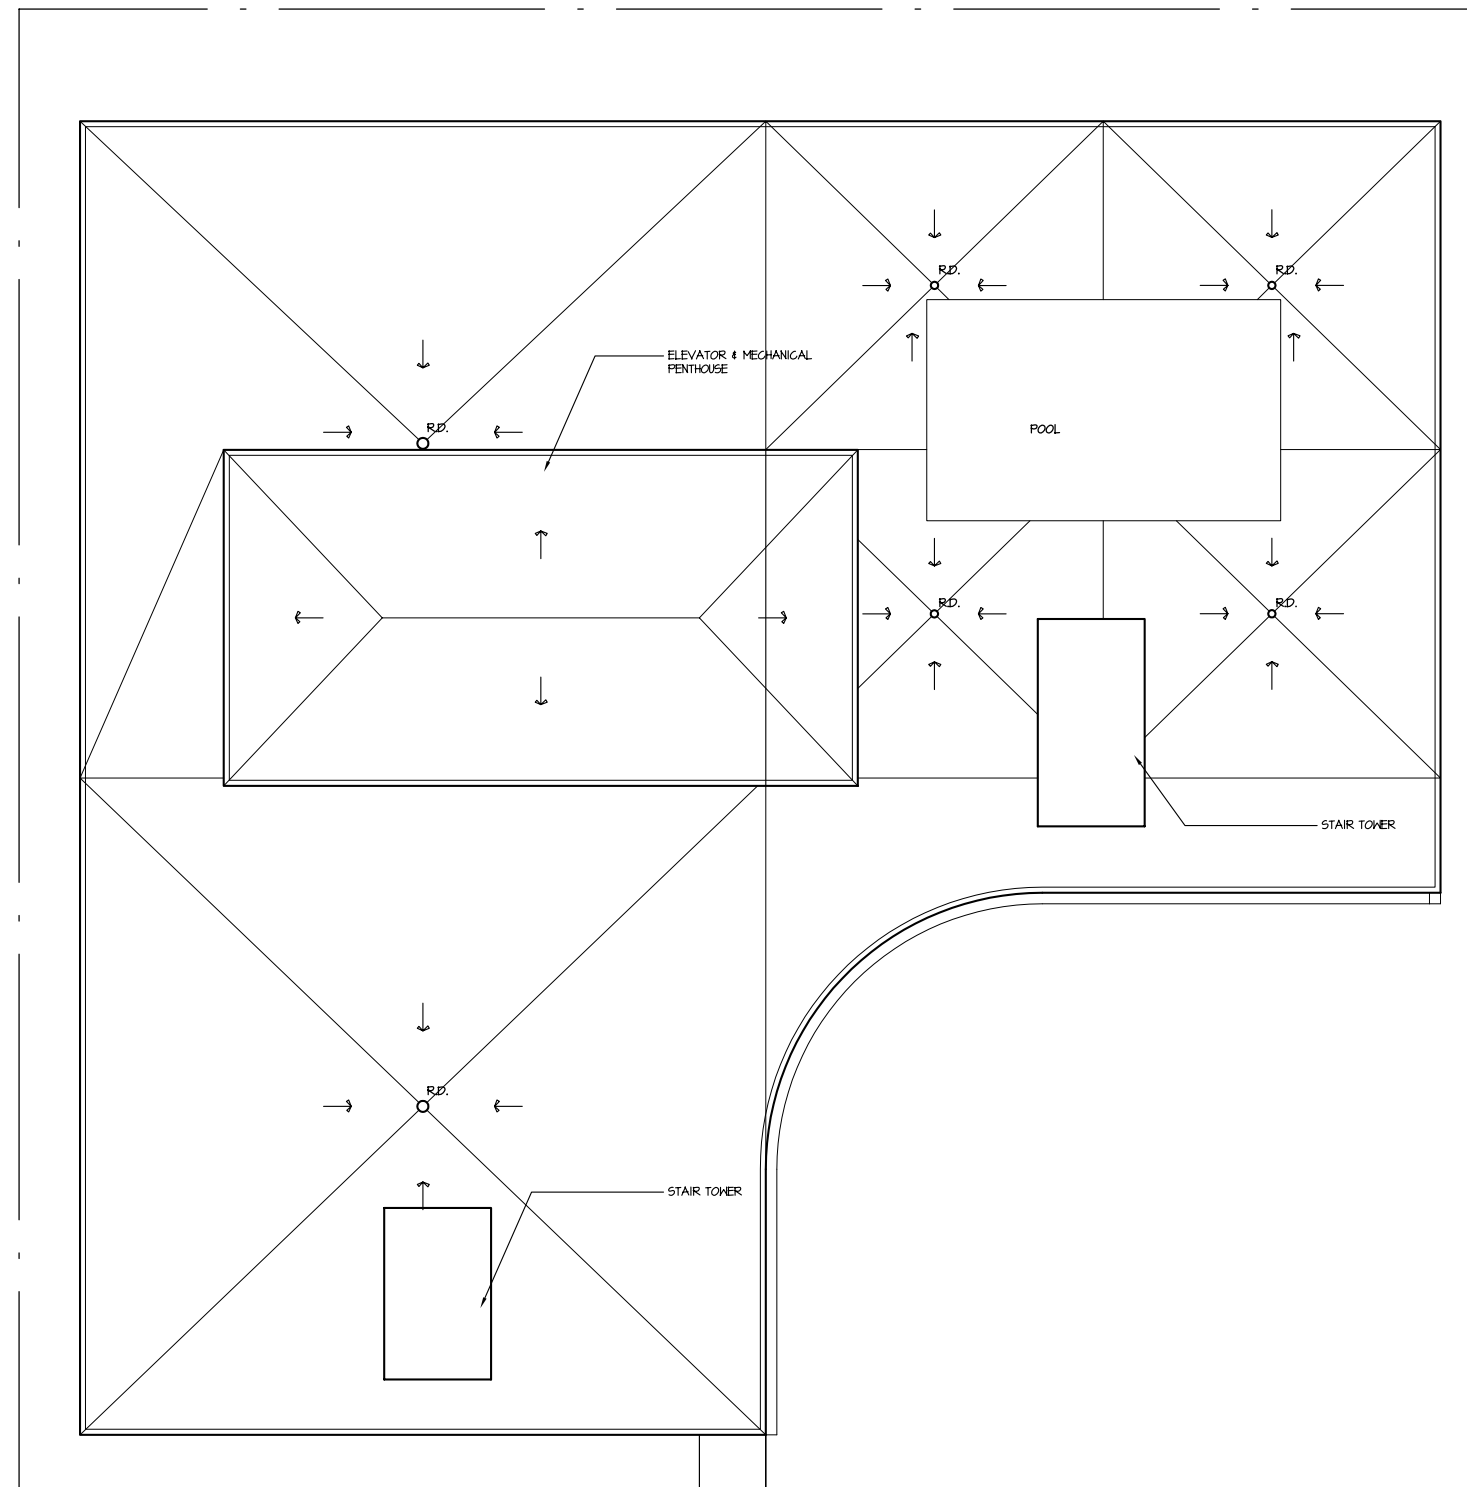 R.D.
R.D.
ELEVATOR & MECHANICAL
PENTHOUSE
R.D.
POOL
R.D.
R.D.
STAIR TOWER
R.D.
STAIR TOWER